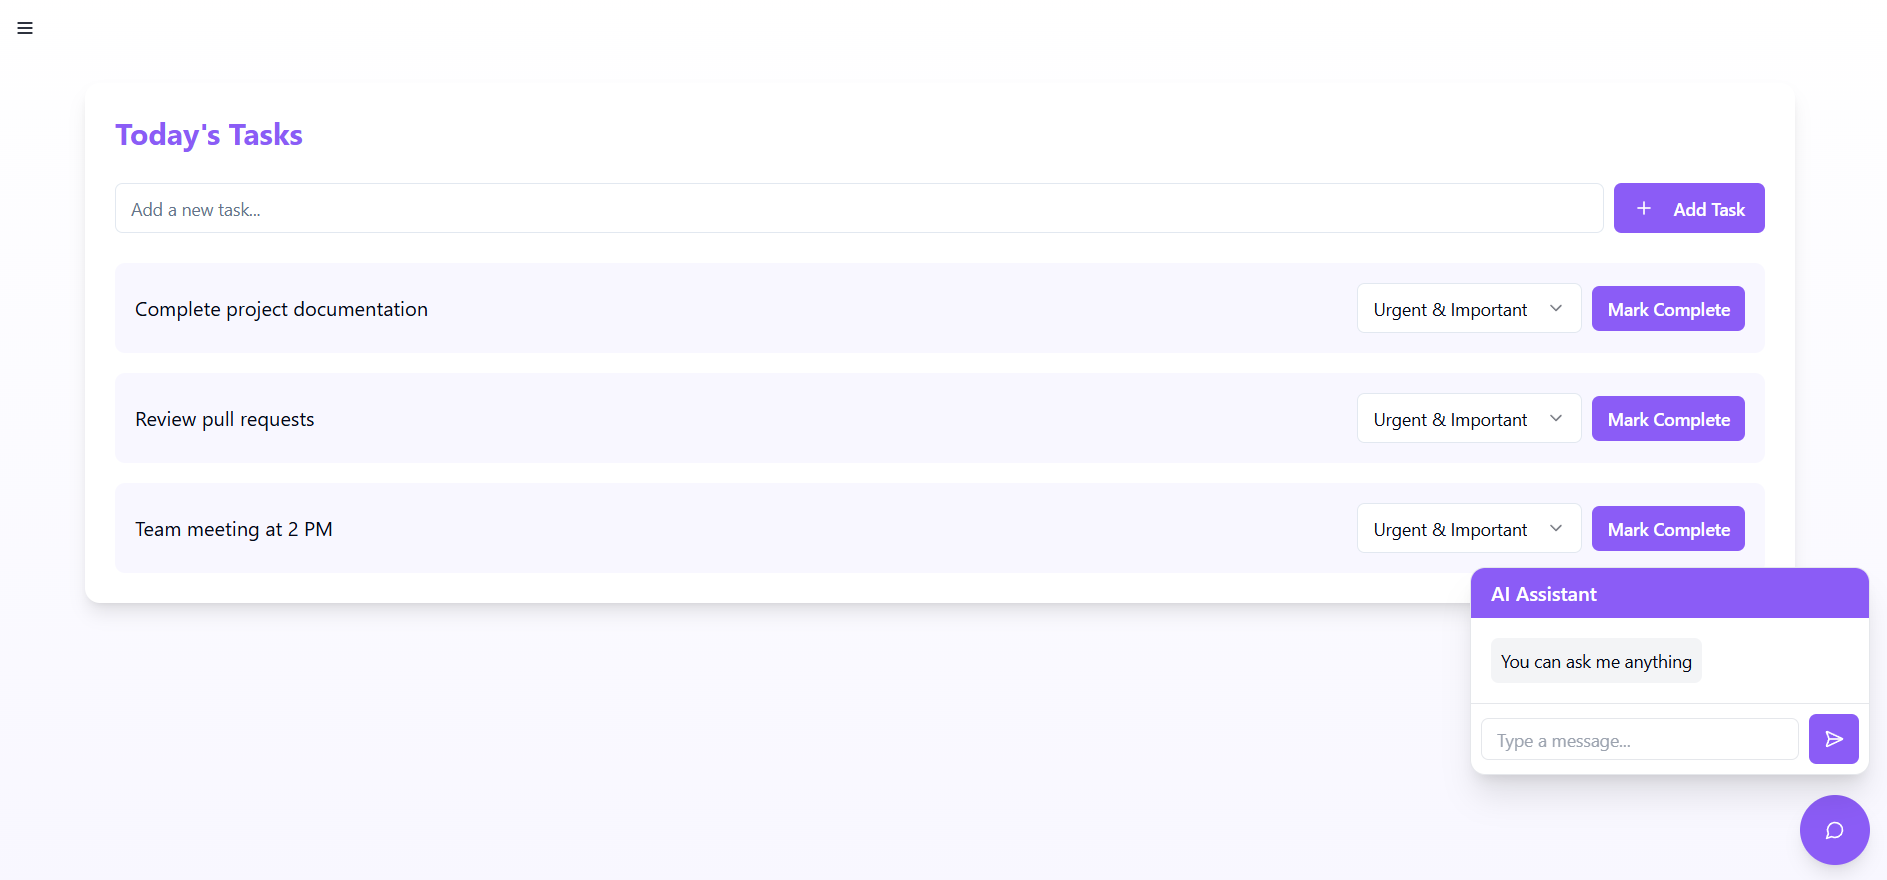 Today's Tasks
Add a new task...
Add Task
Complete project documentation
Urgent & Important
Mark Complete
Review pull requests
Urgent & Important
Mark Complete
Team meeting at 2 PM
Urgent & Important
Mark Complete
AI Assistant
You can ask me anything
Type a message...